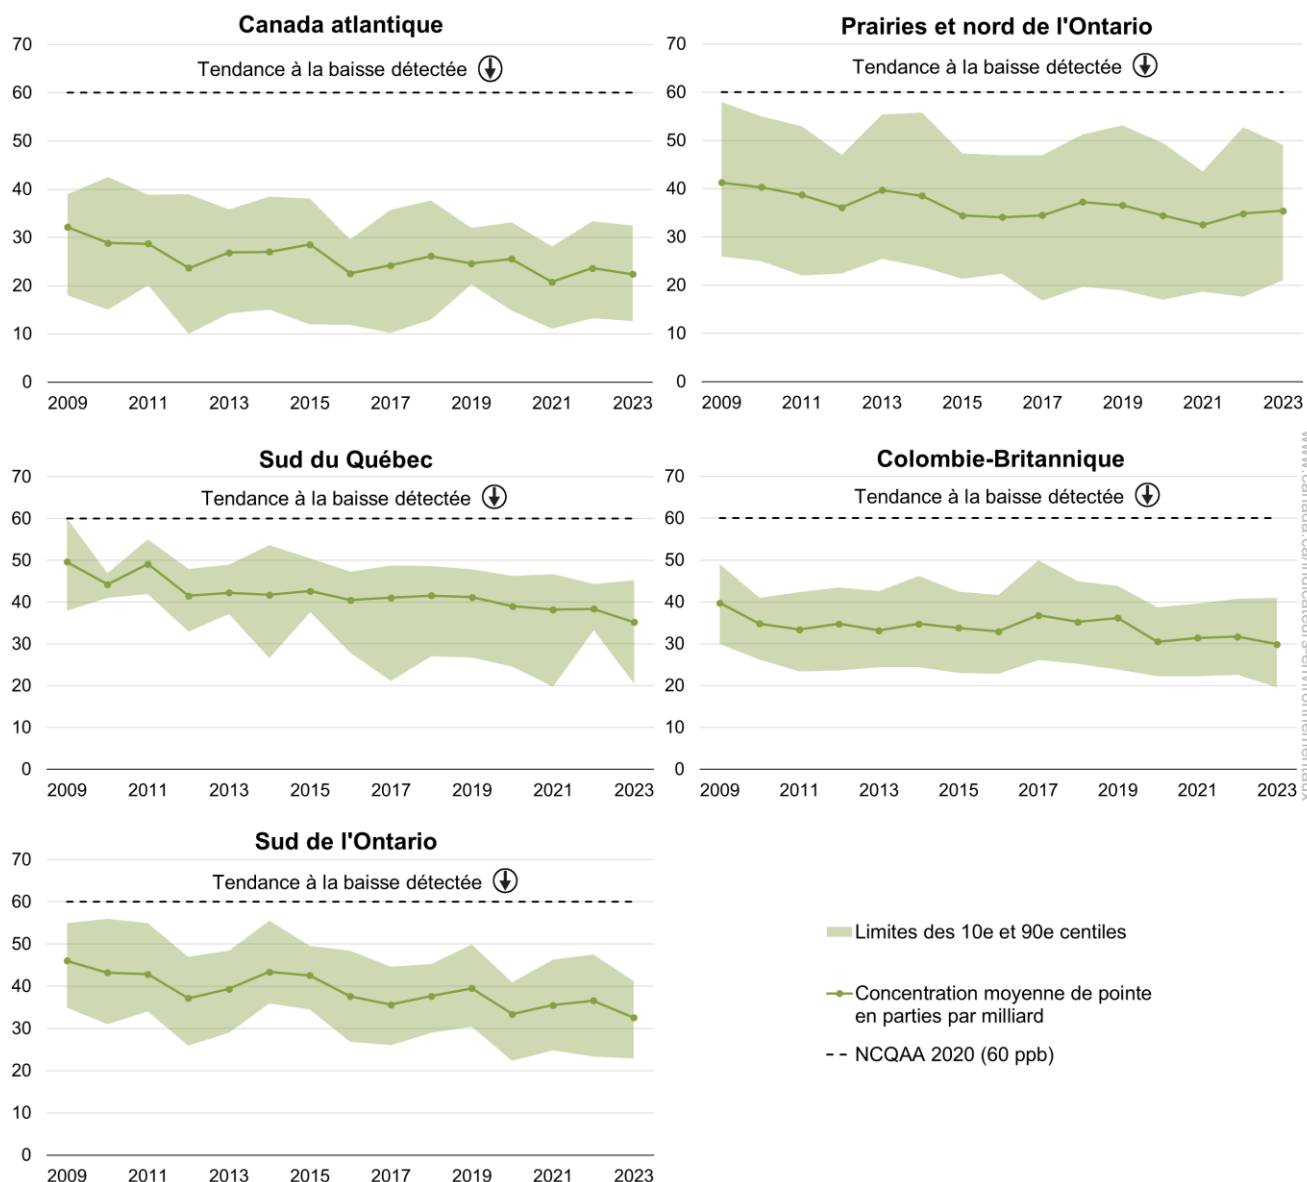 Canada atlantique
70
60
50
40
30
20
10
0
Tendance à la baisse détectée
2009 2011 2013 2015 2017 2019 2021 2023
Prairies et nord de l'Ontario
70
60
50
40
30
20
10
0
Tendance à la baisse détectée
2009 2011 2013 2015 2017 2019 2021 2023
Sud du Québec
70
60
50
40
30
20
10
0
Tendance à la baisse détectée
2009 2011 2013 2015 2017 2019 2021 2023
Colombie-Britannique
70
60
50
40
30
20
10
0
Tendance à la baisse détectée
2009 2011 2013 2015 2017 2019 2021 2023
Sud de l'Ontario
70
60
50
40
30
20
10
0
Tendance à la baisse détectée
2009 2011 2013 2015 2017 2019 2021 2023
Limites des 10e et 90e centiles
Concentration moyenne de pointe
en parties par milliard
NCQAA 2020 (60 ppb)
www.canada.ca/indicateurs-environnementaux